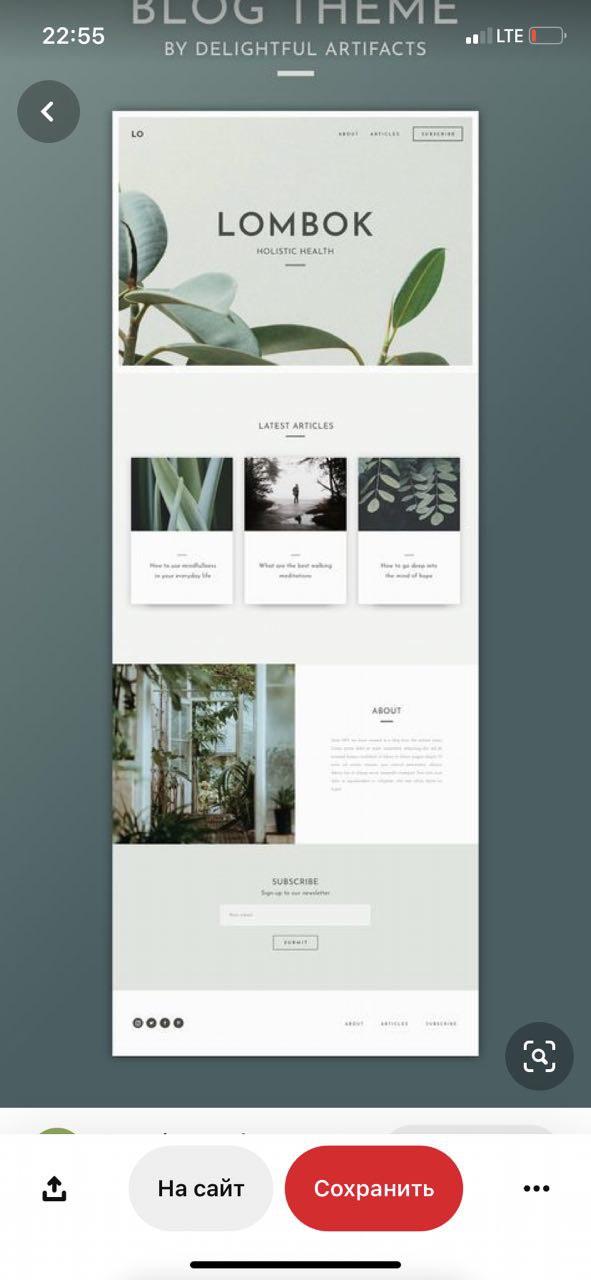 BLOG THEME
22:55
LTE
BY DELIGHTFUL ARTIFACTS
LO
ABOUT
ARTICLES
SUBSCRIBE
LOMBOK
HOLISTIC HEALTH
LATEST ARTICLES
How to use mindfullness
in your everyday life
What are the best walking
meditations
How to go deep into
the mind of hope
ABOUT
SUBSCRIBE
Sign up to our newsletter
Your email
SUBMIT
ABOUT
ARTICLES
SUBSCRIBE
На сайт
Сохранить